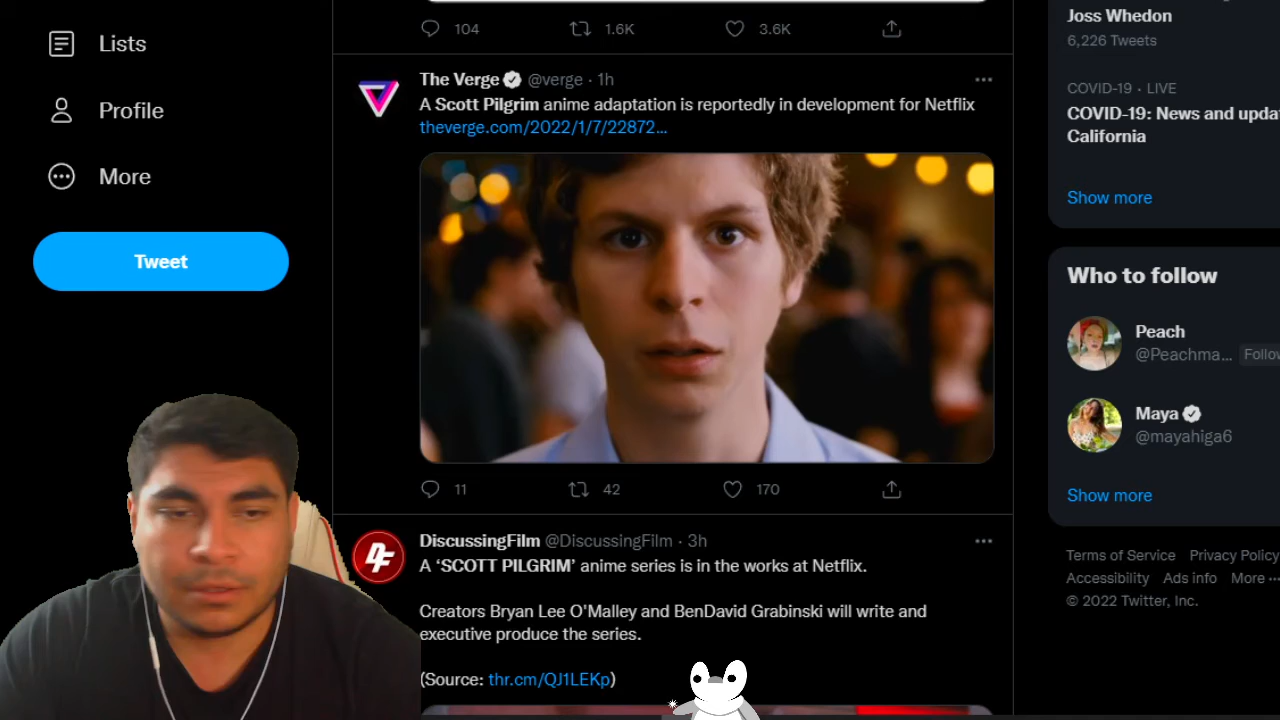 Lists
Profile
More
Tweet
104
1.6K
3.6K
The Verge @verge · 1h
A Scott Pilgrim anime adaptation is reportedly in development for Netflix
theverge.com/2022/1/7/22872...
11
42
170
DiscussingFilm @DiscussingFilm · 3h
A ‘SCOTT PILGRIM’ anime series is in the works at Netflix.
Creators Bryan Lee O'Malley and BenDavid Grabinski will write and
executive produce the series.
(Source: thr.cm/QJ1LEKp)
Joss Whedon
6,226 Tweets
COVID-19 · LIVE
COVID-19: News and upda
California
Show more
Who to follow
Peach
@Peachma... Follo
Maya
@mayahiga6
Show more
Terms of Service Privacy Policy
Accessibility Ads info More ···
© 2022 Twitter, Inc.